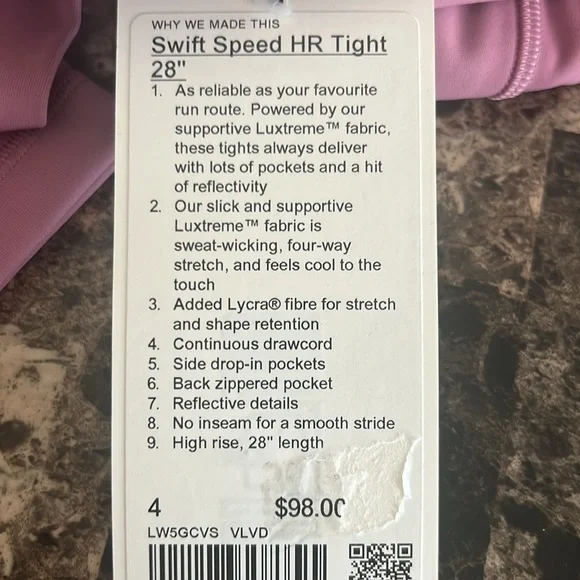 WHY WE MADE THIS
Swift Speed HR Tight
28"
1. As reliable as your favourite
run route. Powered by our
supportive Luxtreme™ fabric,
these tights always deliver
with lots of pockets and a hit
of reflectivity
2. Our slick and supportive
Luxtreme™ fabric is
sweat-wicking, four-way
stretch, and feels cool to the
touch
3. Added Lycra® fibre for stretch
and shape retention
4. Continuous drawcord
5. Side drop-in pockets
6. Back zippered pocket
7. Reflective details
8. No inseam for a smooth stride
9. High rise, 28" length
4 $98.00
LW5GCVS VLVD